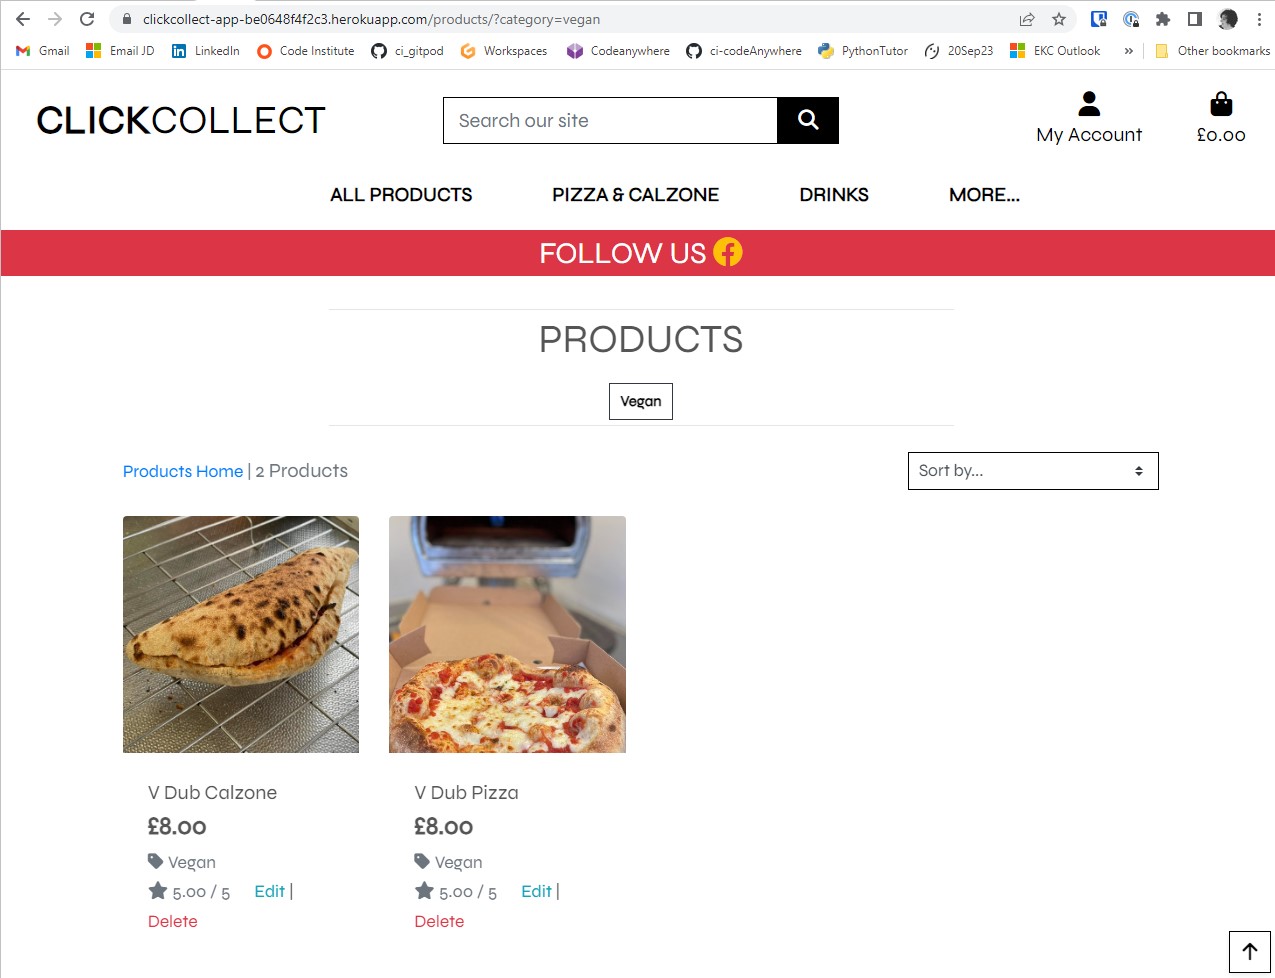 clickcollect-app-be0648f4f2c3.herokuapp.com/products/?category=vegan
Gmail Email JD LinkedIn Code Institute ci_gitpod Workspaces Codeanywhere ci-codeAnywhere PythonTutor 20Sep23 EKC Outlook » Other bookmarks
CLICKCOLLECT
Search our site
My Account
£0.00
ALL PRODUCTS PIZZA & CALZONE DRINKS MORE...
FOLLOW US
PRODUCTS
Vegan
Products Home | 2 Products
Sort by...
V Dub Calzone
£8.00
Vegan
5.00 / 5 Edit |
Delete
V Dub Pizza
£8.00
Vegan
5.00 / 5 Edit |
Delete